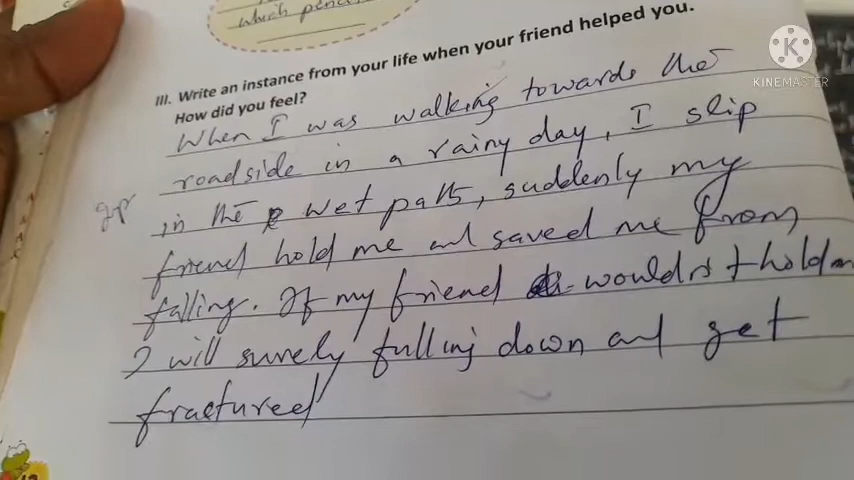 which
III. Write an instance from your life when your friend helped you.
How did you feel?
When I was walking towards the
roadside in a rainy day, I slip
in the wet path, suddenly my
friend hold me and saved me from
falling. If my friend wouldn't hold me
I will surely falling down and get
fractured
KINEMASTER